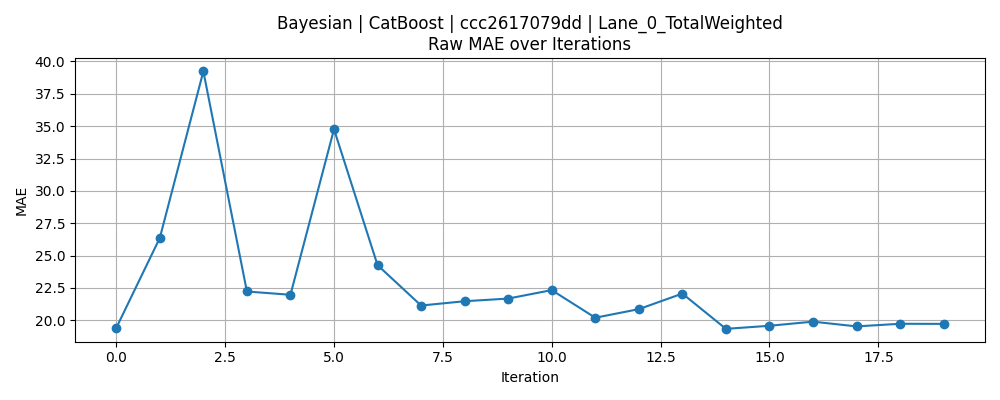 Bayesian | CatBoost | ccc2617079dd | Lane_0_TotalWeighted
Raw MAE over Iterations
40.0
37.5
35.0
32.5
30.0
27.5
25.0
22.5
20.0
MAE
0.0 2.5 5.0 7.5 10.0 12.5 15.0 17.5
Iteration